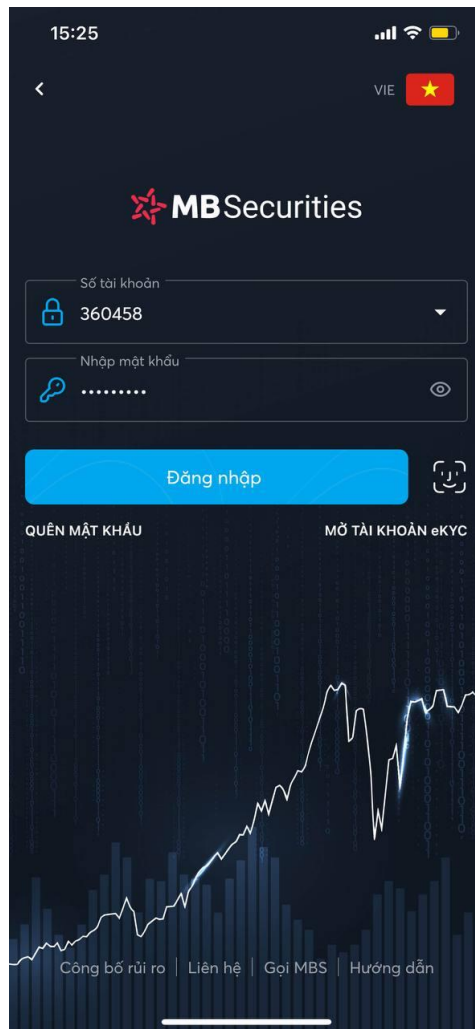 15:25
VIE
MBSecurities
Số tài khoản
360458
Nhập mật khẩu
•••••••••
Đăng nhập
QUÊN MẬT KHẨU MỞ TÀI KHOẢN eKYC
Công bố rủi ro | Liên hệ | Gọi MBS | Hướng dẫn